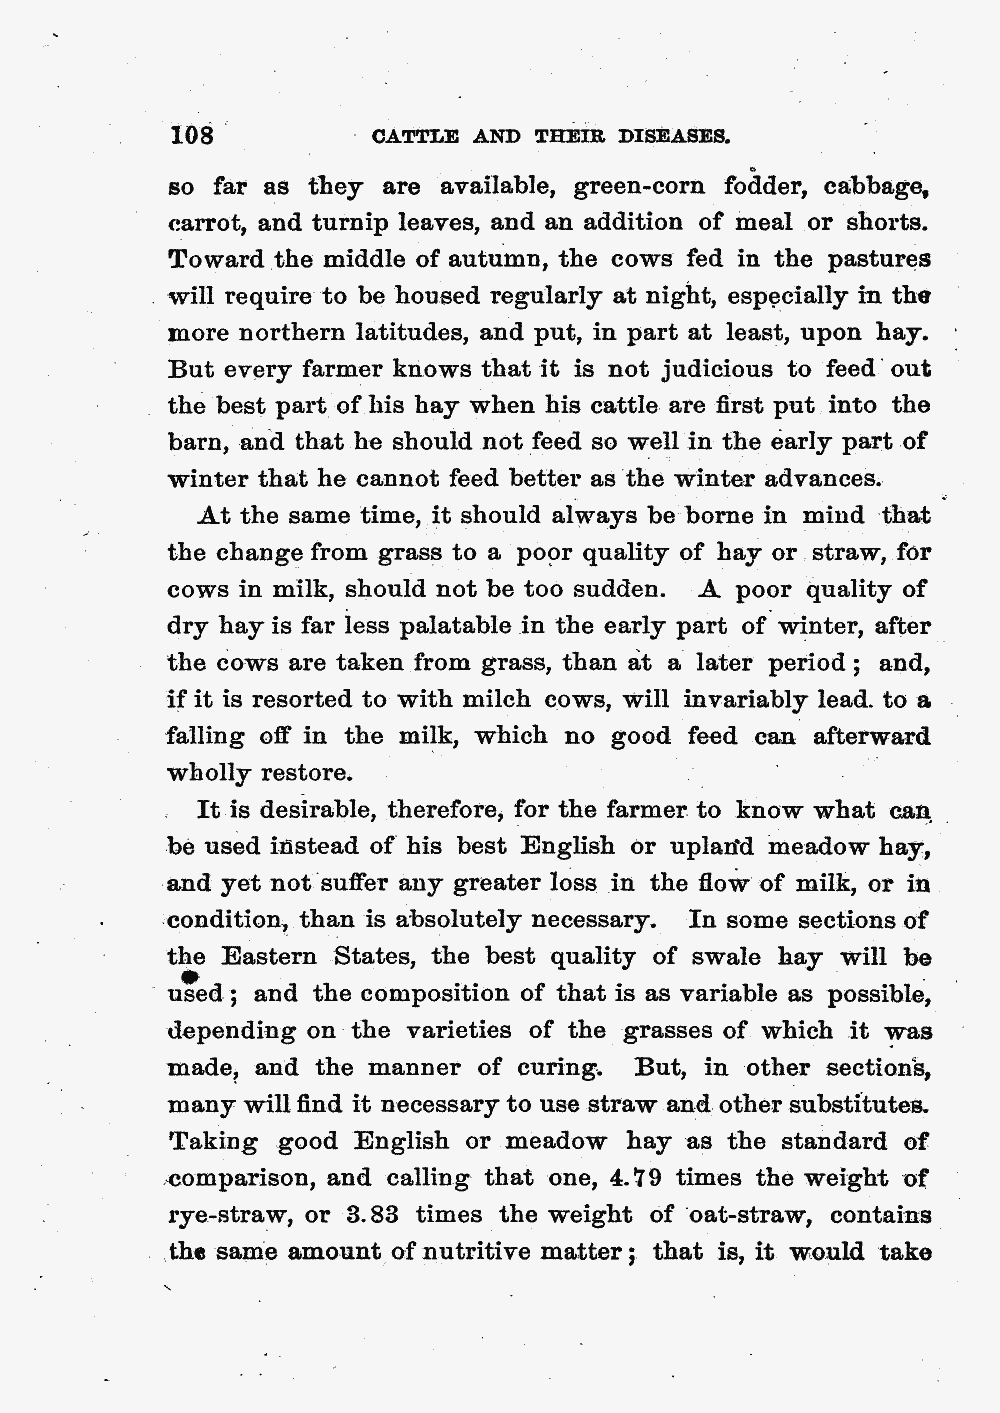 108 CATTLE AND THEIR DISEASES.
so far as they are available, green-corn fodder, cabbage,
carrot, and turnip leaves, and an addition of meal or shorts.
Toward the middle of autumn, the cows fed in the pastures
will require to be housed regularly at night, especially in the
more northern latitudes, and put, in part at least, upon hay.
But every farmer knows that it is not judicious to feed out
the best part of his hay when his cattle are first put into the
barn, and that he should not feed so well in the early part of
winter that he cannot feed better as the winter advances.
At the same time, it should always be borne in mind that
the change from grass to a poor quality of hay or straw, for
cows in milk, should not be too sudden. A poor quality of
dry hay is far less palatable in the early part of winter, after
the cows are taken from grass, than at a later period; and,
if it is resorted to with milch cows, will invariably lead. to a
falling off in the milk, which no good feed can afterward
wholly restore.
It is desirable, therefore, for the farmer to know what can
be used instead of his best English or upland meadow hay,
and yet not suffer any greater loss in the flow of milk, or in
condition, than is absolutely necessary. In some sections of
the Eastern States, the best quality of swale hay will be
used; and the composition of that is as variable as possible,
depending on the varieties of the grasses of which it was
made, and the manner of curing. But, in other sections,
many will find it necessary to use straw and other substitutes.
Taking good English or meadow hay as the standard of
comparison, and calling that one, 4.79 times the weight of
rye-straw, or 3.83 times the weight of oat-straw, contains
the same amount of nutritive matter; that is, it would take